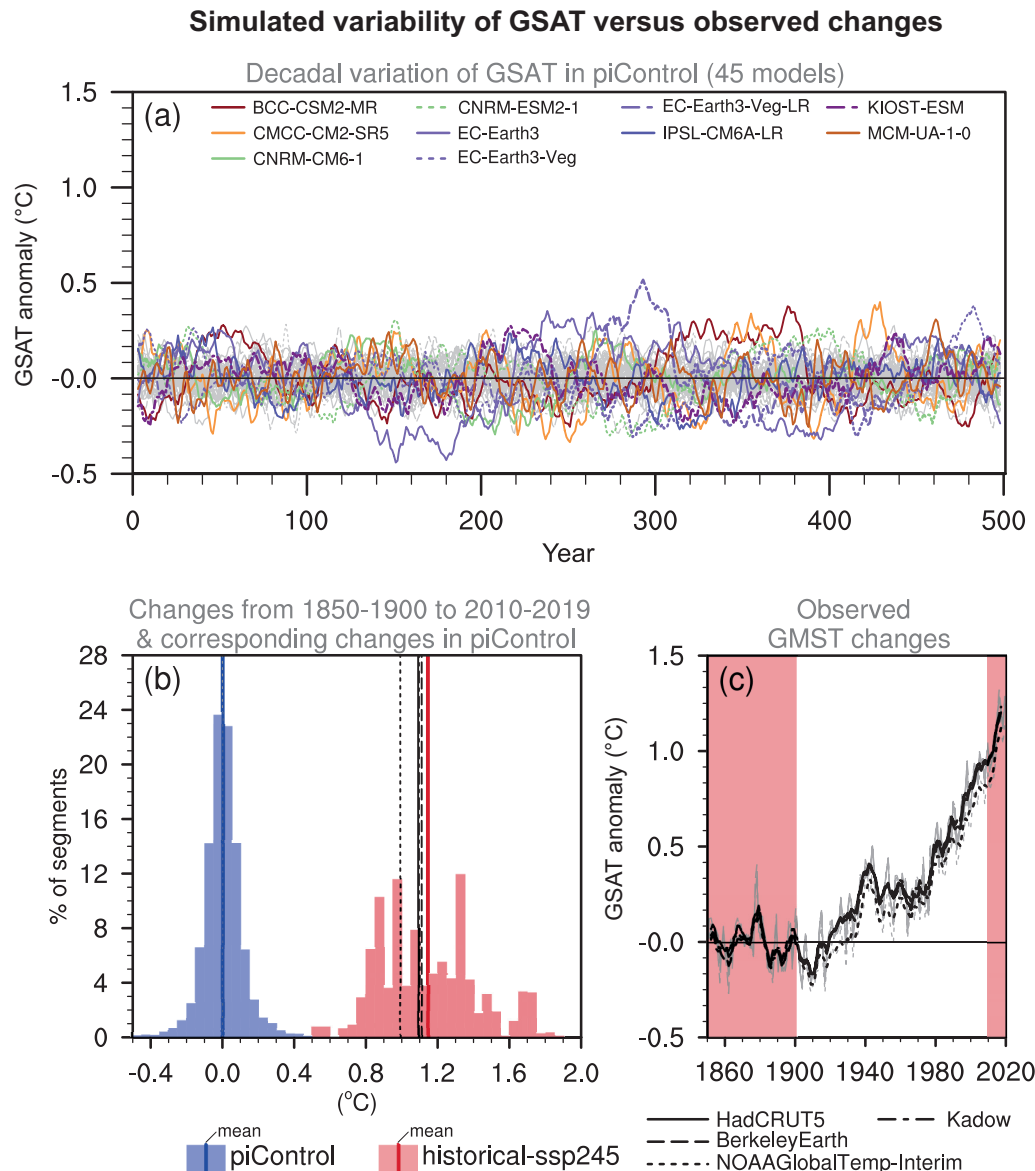 Simulated variability of GSAT versus observed changes
Decadal variation of GSAT in piControl (45 models)
(a)
BCC-CSM2-MR
CNRM-ESM2-1
EC-Earth3-Veg-LR
KIOST-ESM
CMCC-CM2-SR5
EC-Earth3
IPSL-CM6A-LR
MCM-UA-1-0
CNRM-CM6-1
EC-Earth3-Veg
GSAT anomaly (°C)
1.5
1.0
0.5
-0.0
-0.5
0 100 200 300 400 500
Year
Changes from 1850-1900 to 2010-2019
& corresponding changes in piControl
(b)
% of segments
28
24
20
16
12
8
4
0
-0.4 0.0 0.4 0.8 1.2 1.6 2.0
(°C)
mean
piControl
mean
historical-ssp245
Observed
GMST changes
(c)
GSAT anomaly (°C)
1.5
1.0
0.5
-0.0
-0.5
1860 1900 1940 1980 2020
HadCRUT5
Kadow
BerkeleyEarth
NOAAGlobalTemp-Interim